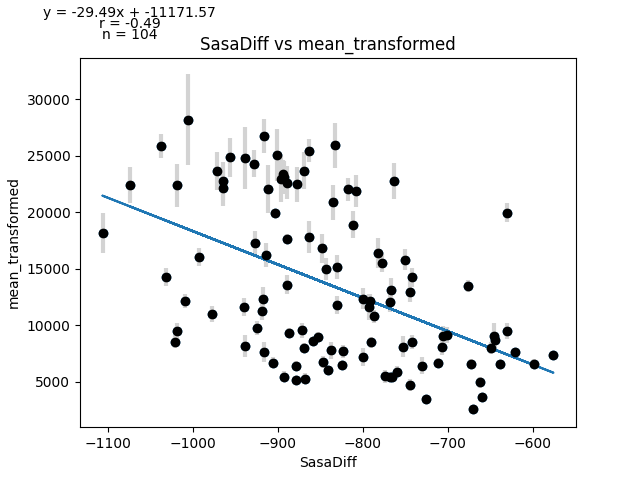 y = -29.49x + -11171.57
r = -0.49
n = 104
SasaDiff vs mean_transformed
mean_transformed
30000
25000
20000
15000
10000
5000
−1100 −1000 −900 −800 −700 −600
SasaDiff